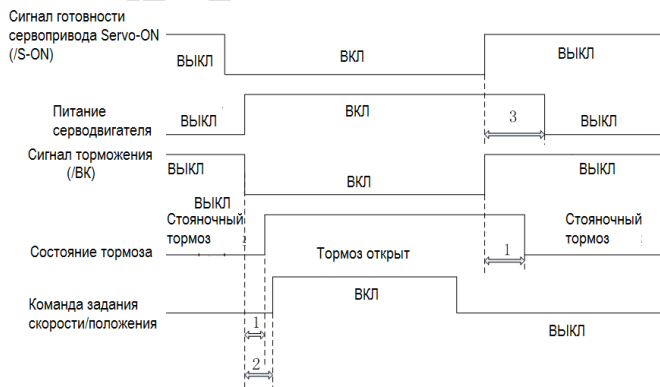 Сигнал готовности
сервопривода Servo-ON
(/S-ON)
ВЫКЛ
ВКЛ
ВЫКЛ
Питание
серводвигателя
ВЫКЛ
ВКЛ
3
ВЫКЛ
Сигнал торможения
(/BK)
ВЫКЛ
ВЫКЛ
ВКЛ
ВЫКЛ
Состояние тормоза
Стояночный
тормоз
Тормоз открыт
1
Стояночный
тормоз
Команда задания
скорости/положения
ВКЛ
ВЫКЛ
1
2